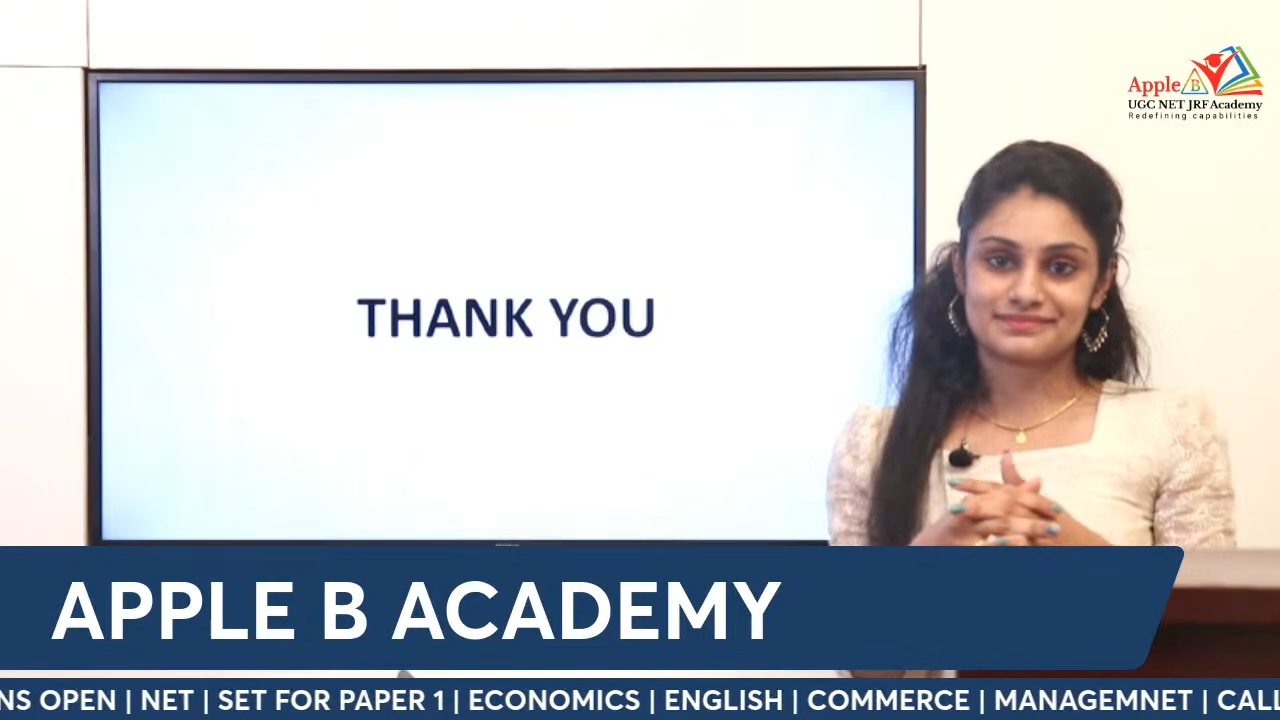 Apple B
UGC NET JRF Academy
Redefining capabilities
THANK YOU
APPLE B ACADEMY
NS OPEN | NET | SET FOR PAPER 1 | ECONOMICS | ENGLISH | COMMERCE | MANAGEMNET | CALL